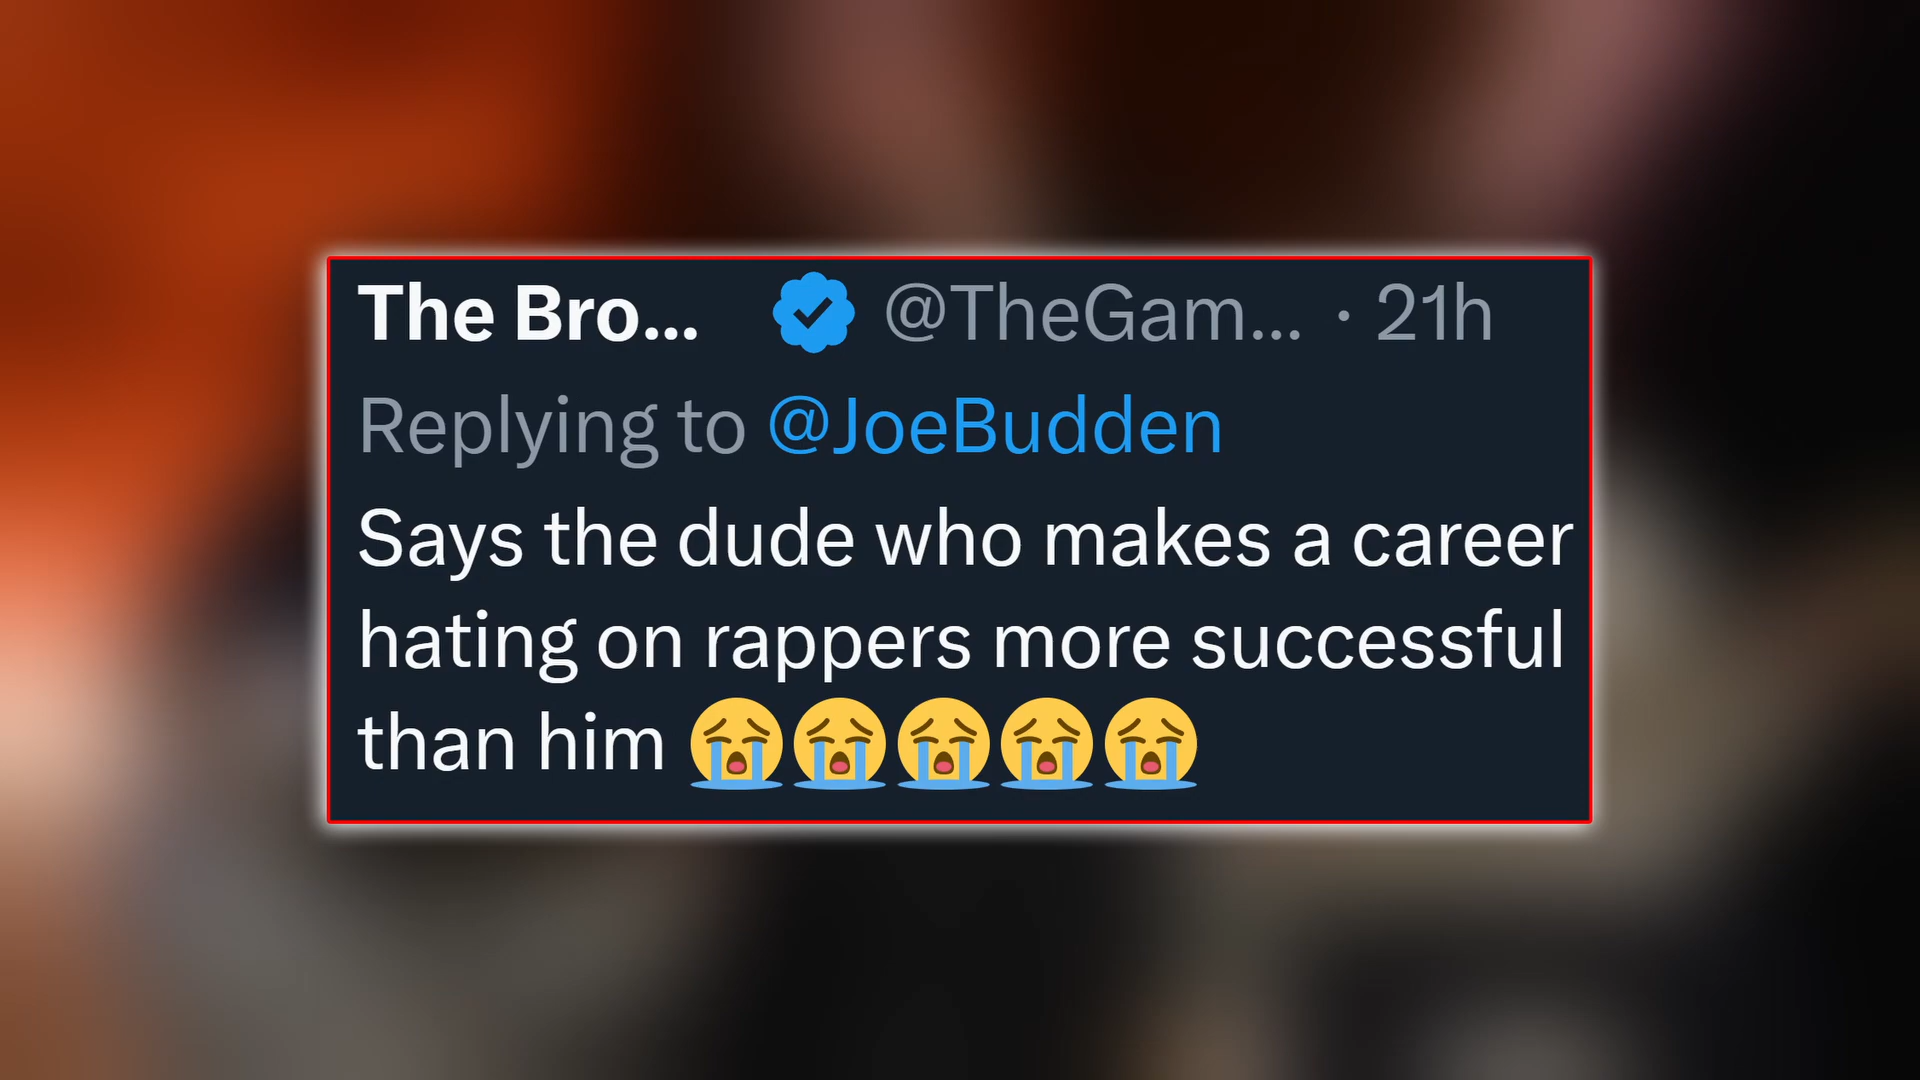 The Bro... @TheGam... · 21h
Replying to @JoeBudden
Says the dude who makes a career
hating on rappers more successful
than him 😭😭😭😭😭